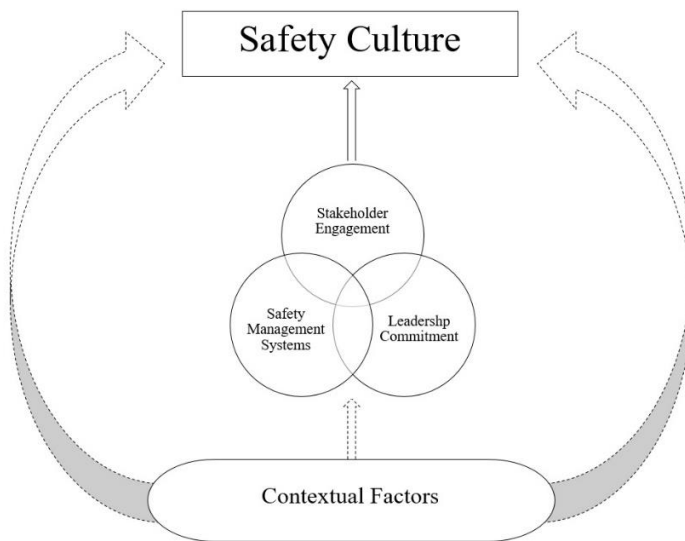 Safety Culture
Stakeholder
Engagement
Safety
Management
Systems
Leadershp
Commitment
Contextual Factors